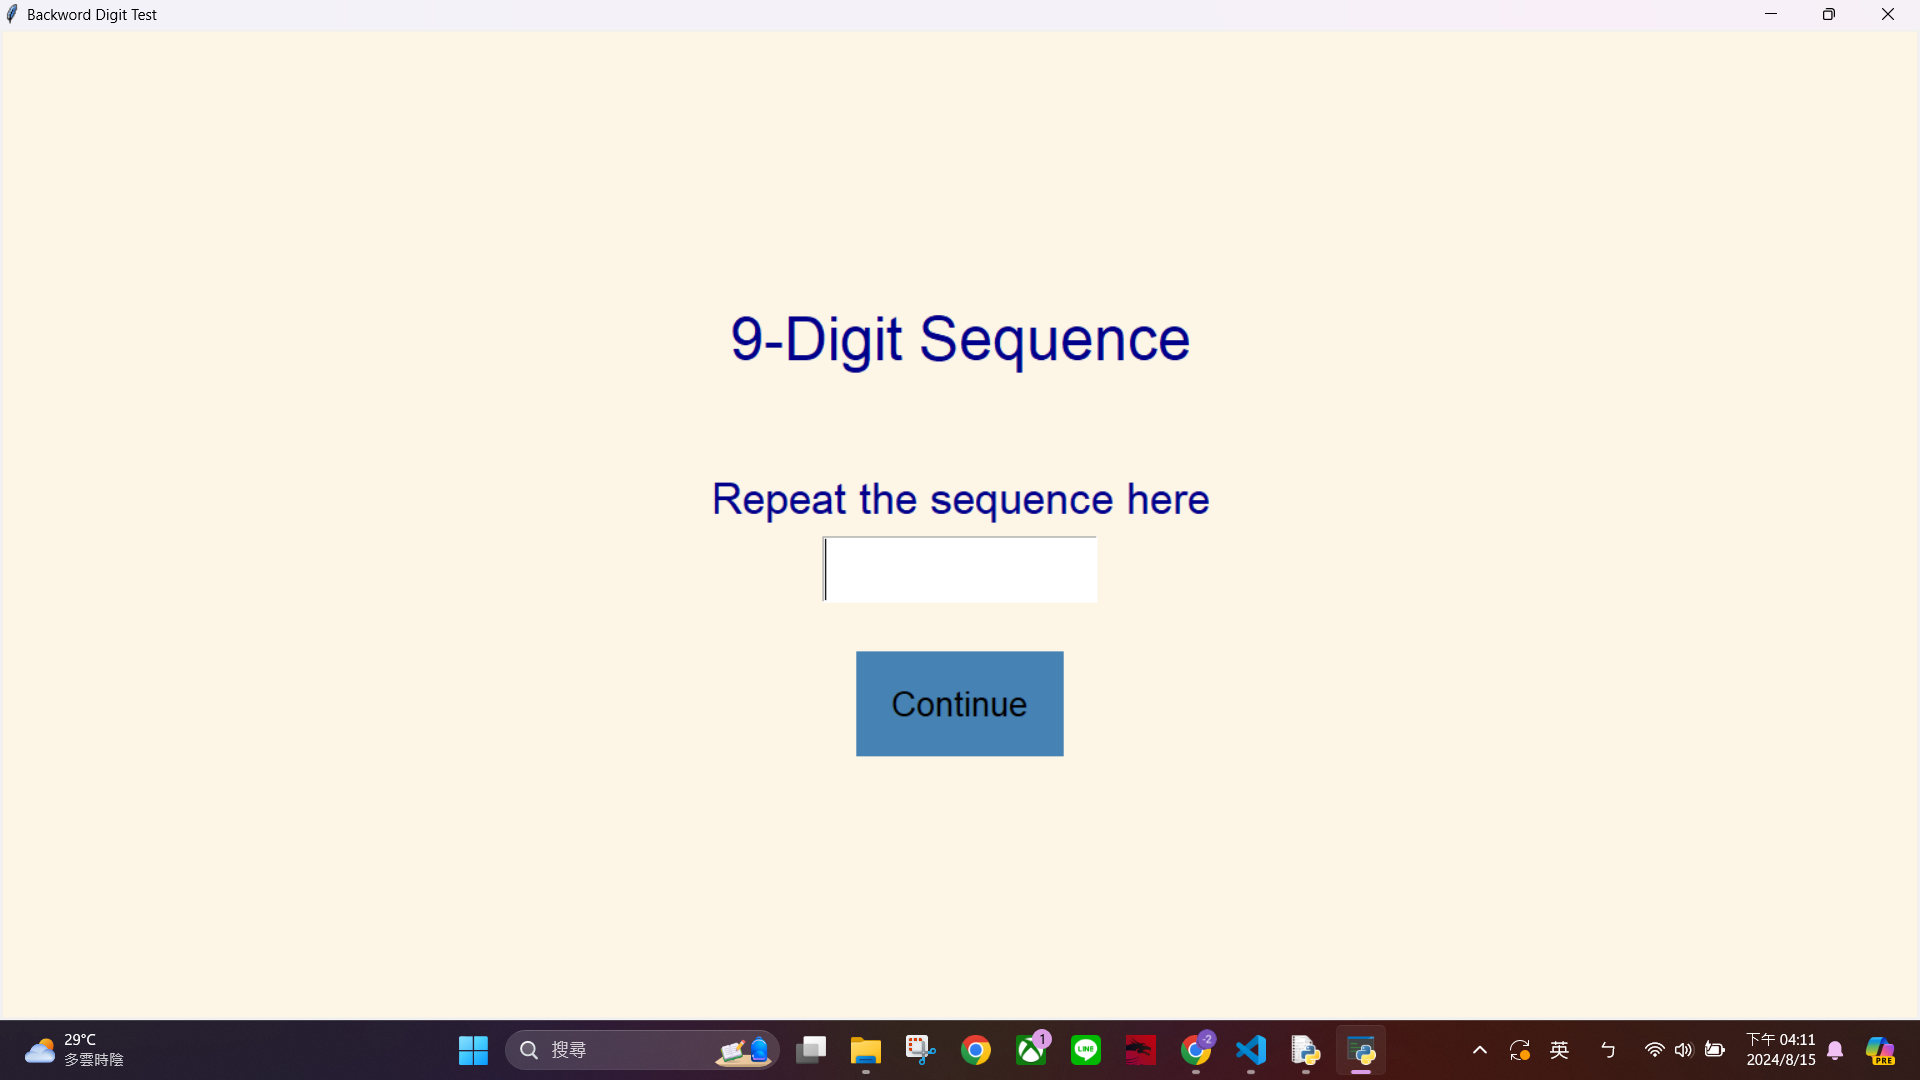 Backword Digit Test
9-Digit Sequence
Repeat the sequence here
Continue
29°C
多雲時陰
搜尋
1
LINE
-2
英
ㄅ
下午 04:11
2024/8/15
PRE